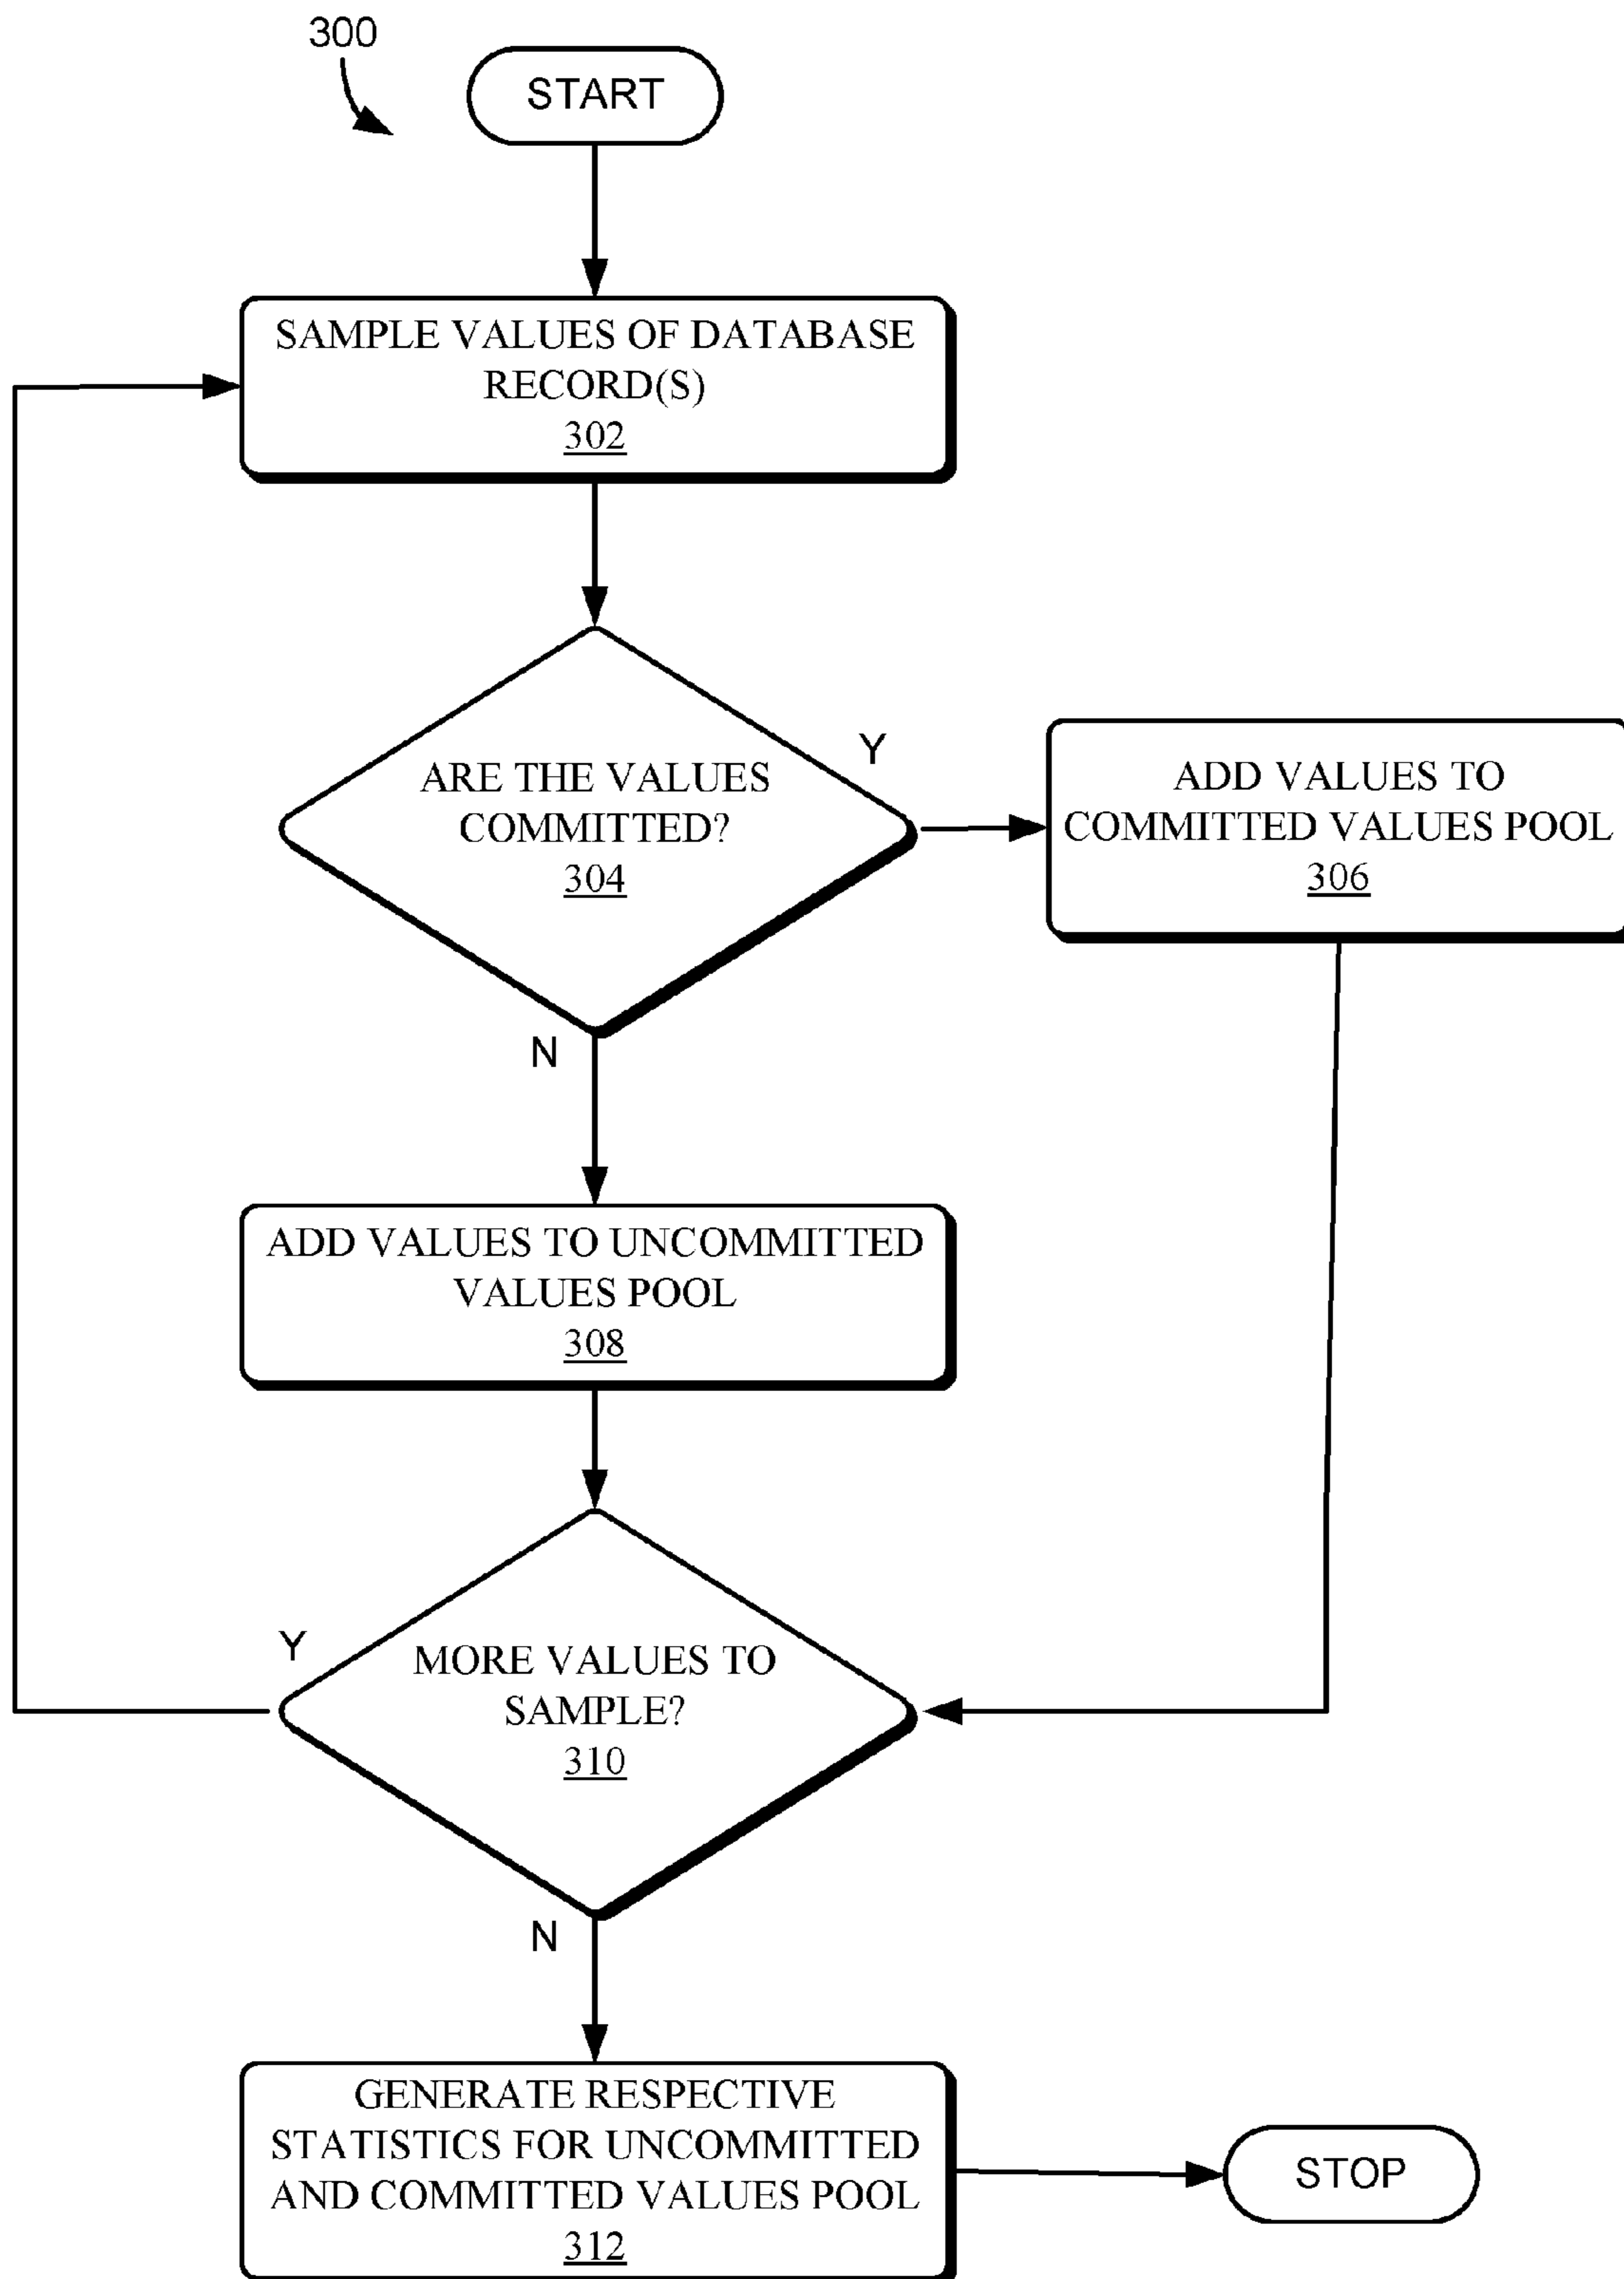 300
START
SAMPLE VALUES OF DATABASE
RECORD(S)
302
ARE THE VALUES
COMMITTED?
304
Y
N
ADD VALUES TO
COMMITTED VALUES POOL
306
ADD VALUES TO UNCOMMITTED
VALUES POOL
308
MORE VALUES TO
SAMPLE?
310
Y
N
GENERATE RESPECTIVE
STATISTICS FOR UNCOMMITTED
AND COMMITTED VALUES POOL
312
STOP